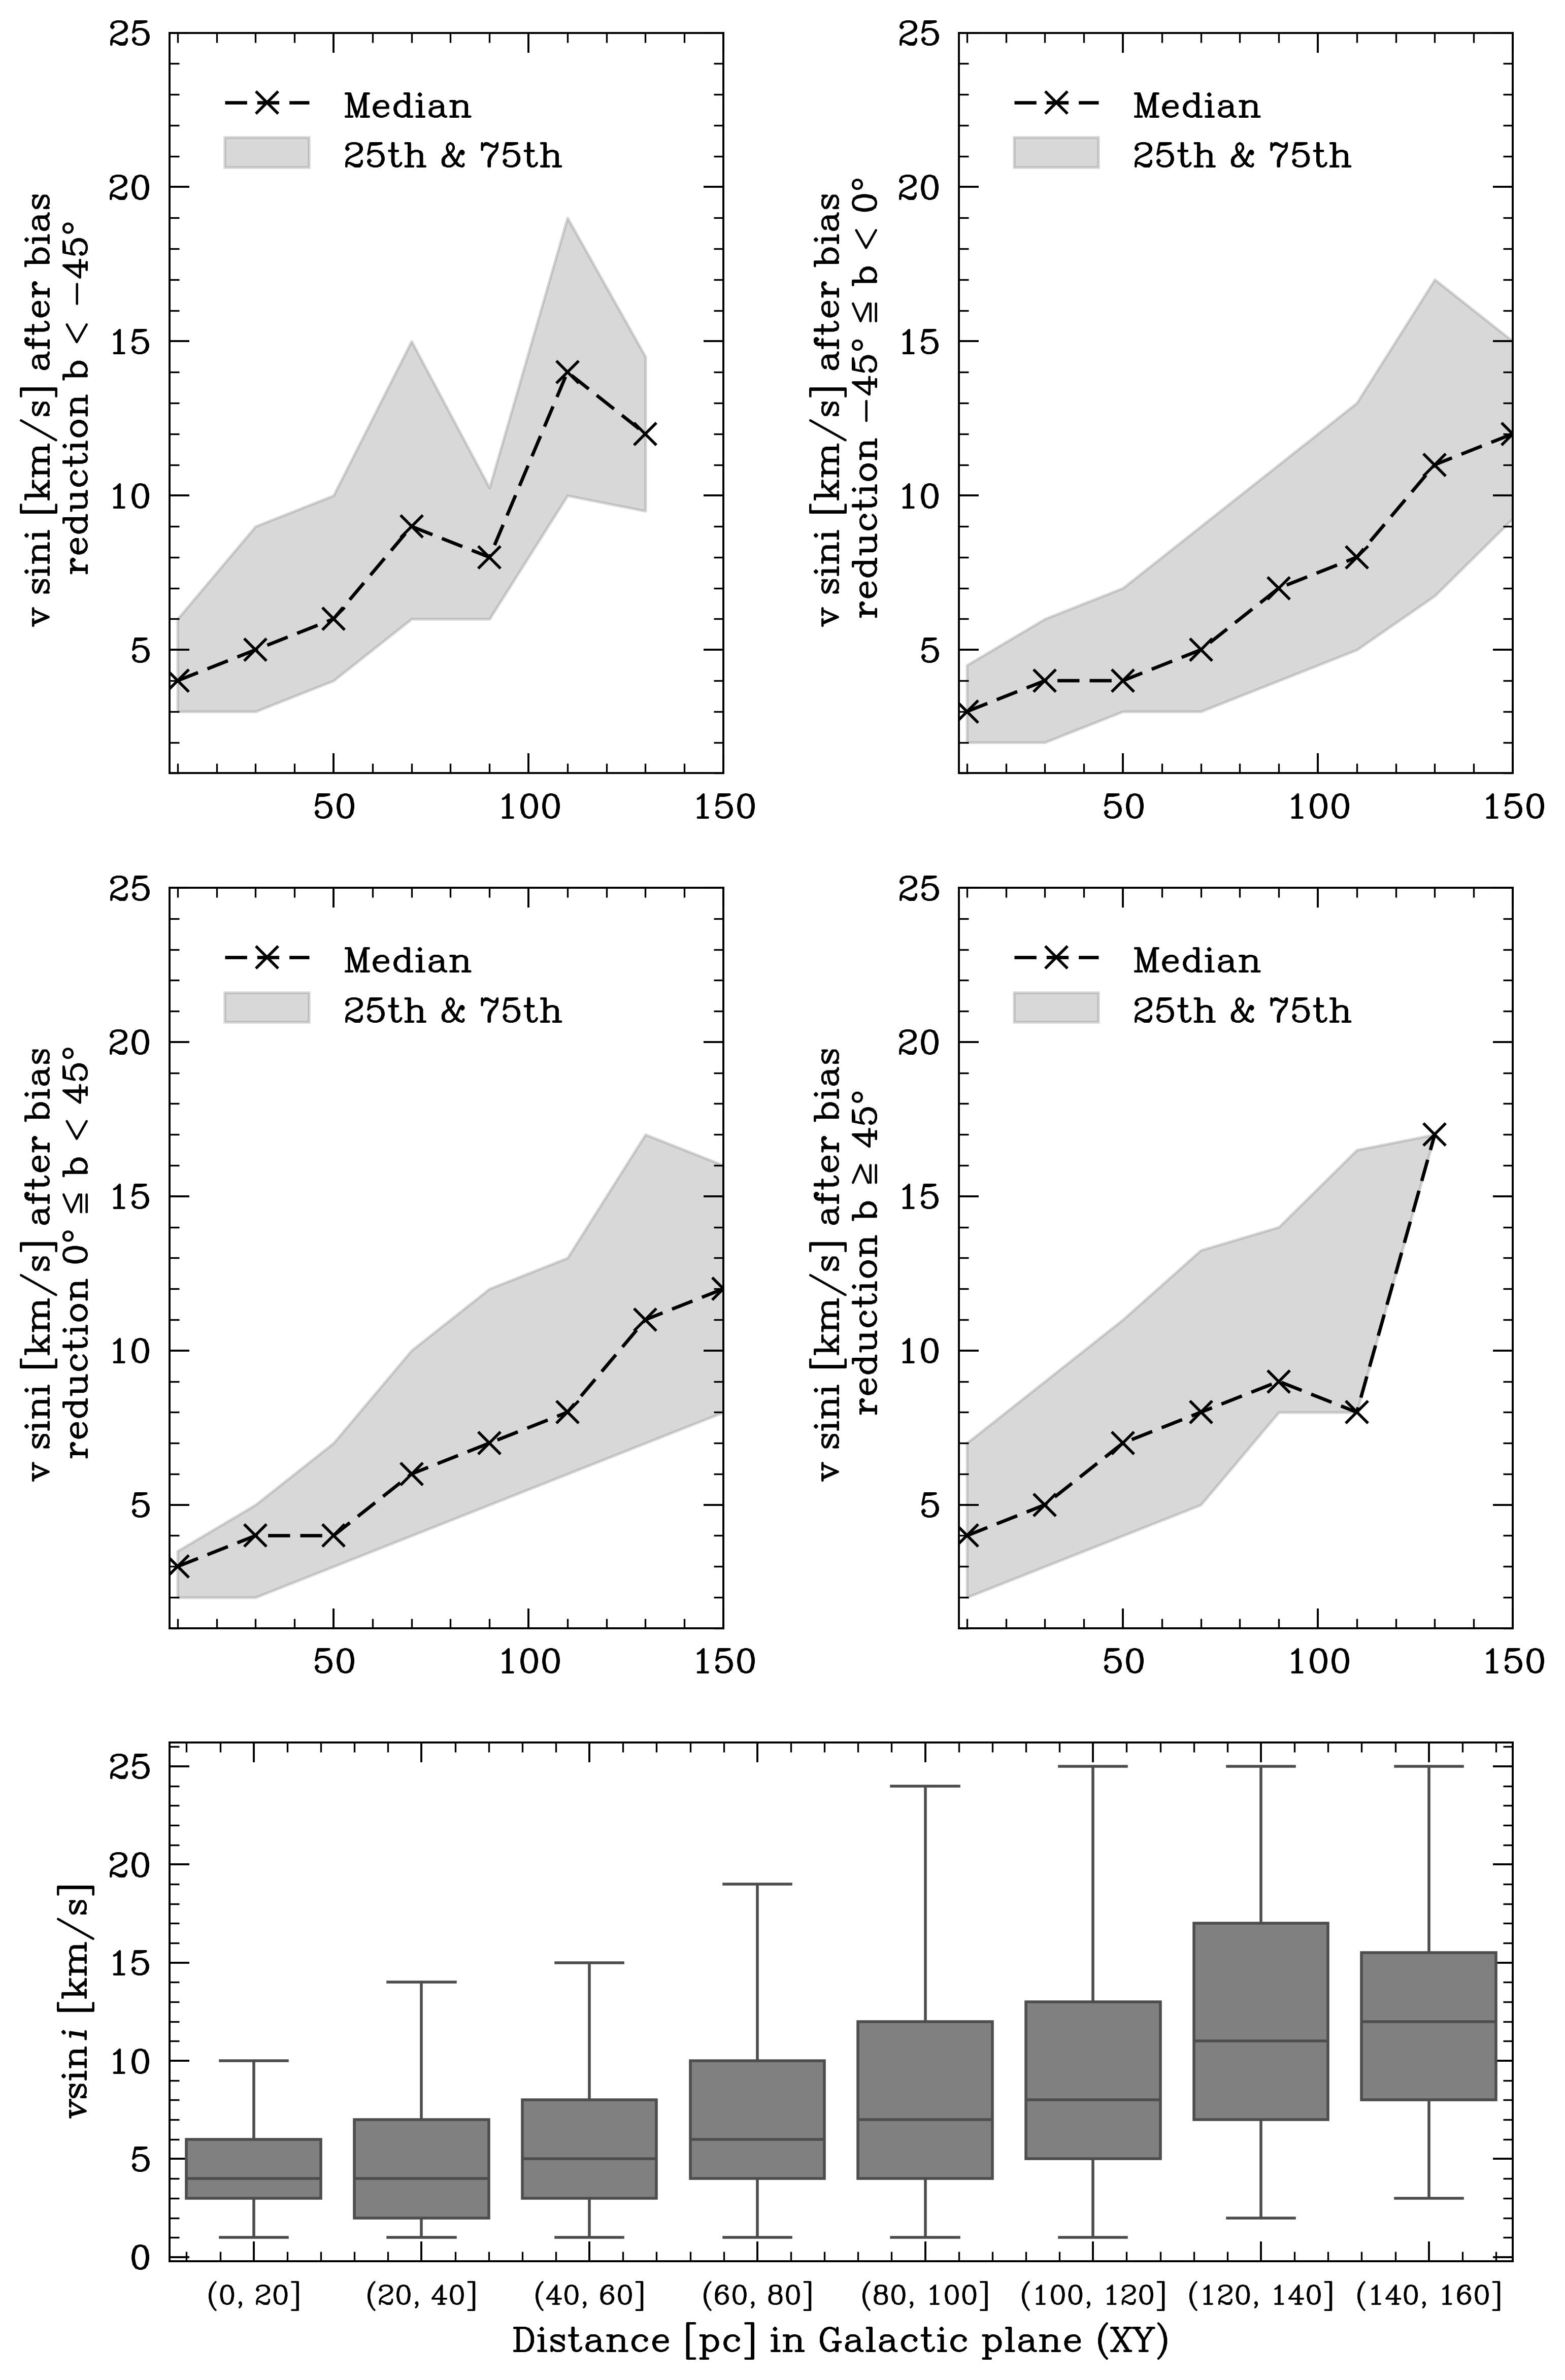 25
20
15
10
5
50
100
150
v sini [km/s] after bias
reduction b < −45°
Median
25th & 75th
25
20
15
10
5
50
100
150
v sini [km/s] after bias
reduction −45° ≦ b < 0°
Median
25th & 75th
25
20
15
10
5
50
100
150
v sini [km/s] after bias
reduction 0° ≦ b < 45°
Median
25th & 75th
25
20
15
10
5
50
100
150
v sini [km/s] after bias
reduction b ≥ 45°
Median
25th & 75th
25
20
15
10
5
0
vsin i [km/s]
(0, 20]
(20, 40]
(40, 60]
(60, 80]
(80, 100]
(100, 120]
(120, 140]
(140, 160]
Distance [pc] in Galactic plane (XY)